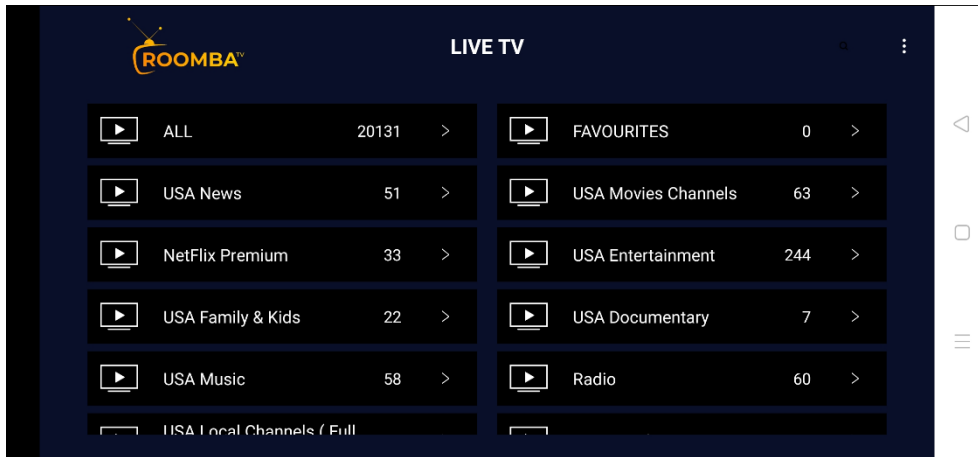 ROOMBA TV
LIVE TV
ALL 20131 >
FAVOURITES 0 >
USA News 51 >
USA Movies Channels 63 >
NetFlix Premium 33 >
USA Entertainment 244 >
USA Family & Kids 22 >
USA Documentary 7 >
USA Music 58 >
Radio 60 >
USA Local Channels ( Full